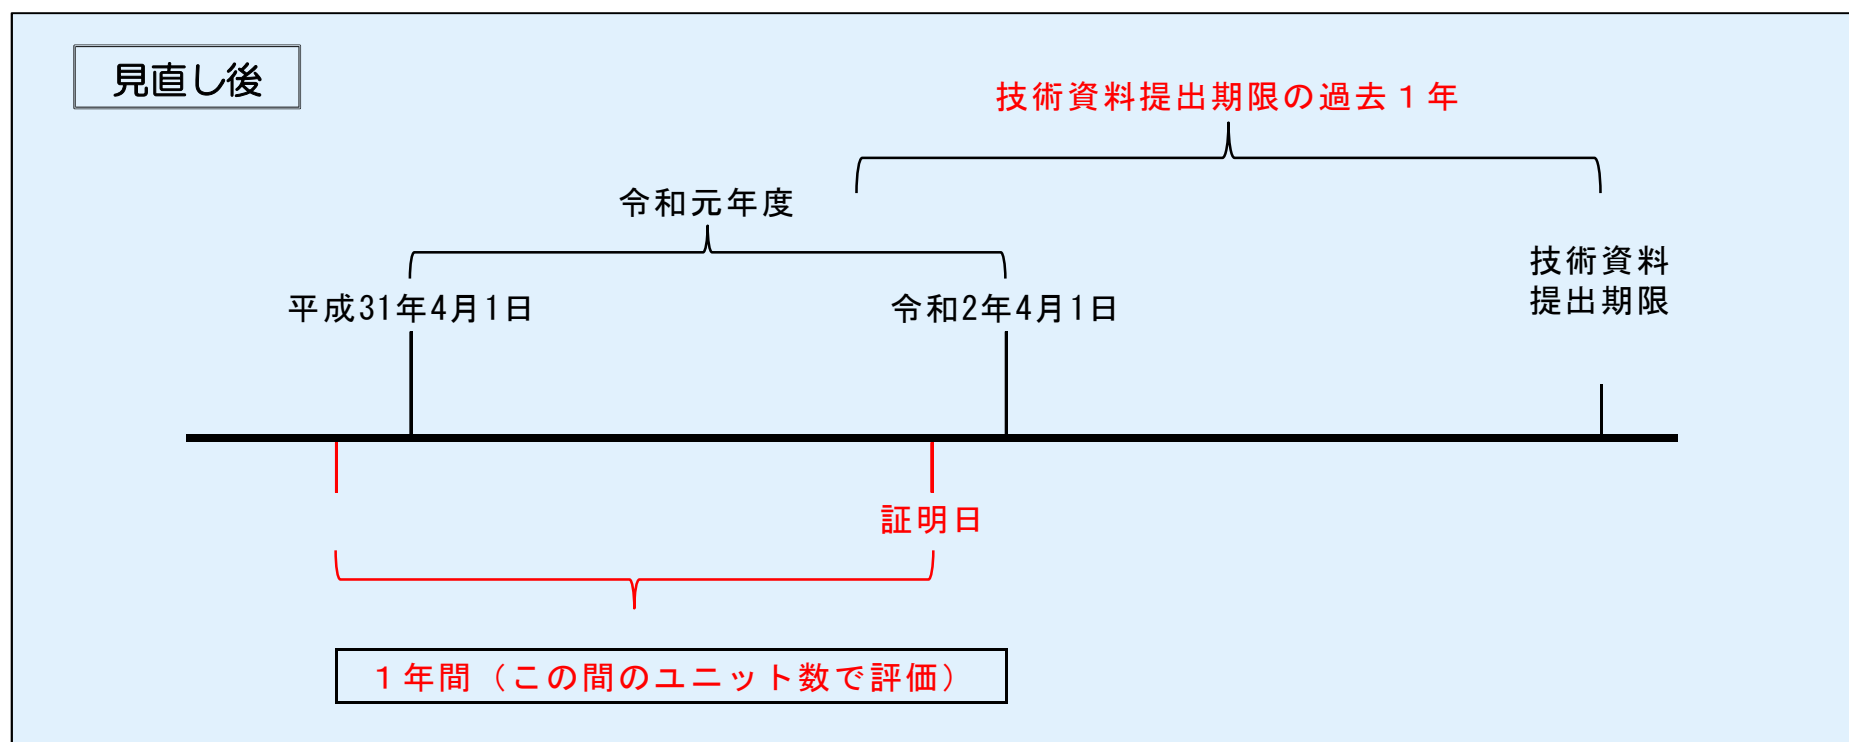 見直し後
技術資料提出期限の過去１年
令和元年度
技術資料
提出期限
平成31年4月1日
令和2年4月1日
証明日
１年間（この間のユニット数で評価）